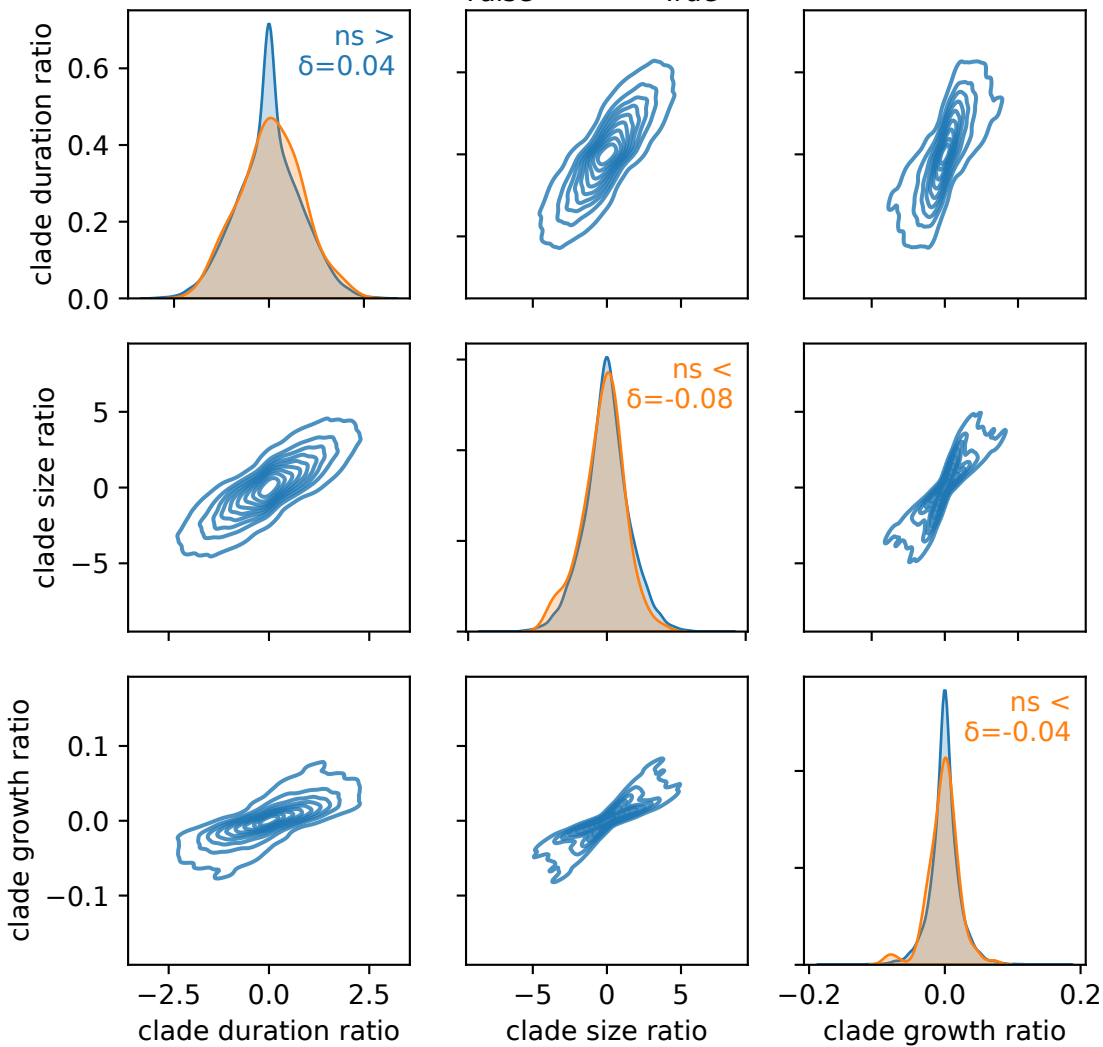 clade duration ratio
0.6
0.4
0.2
0.0
ns >
δ=0.04
clade size ratio
5
0
−5
ns <
δ=-0.08
clade growth ratio
0.1
0.0
−0.1
ns <
δ=-0.04
−2.5 0.0 2.5
−5 0 5
−0.2 0.0 0.2
clade duration ratio
clade size ratio
clade growth ratio